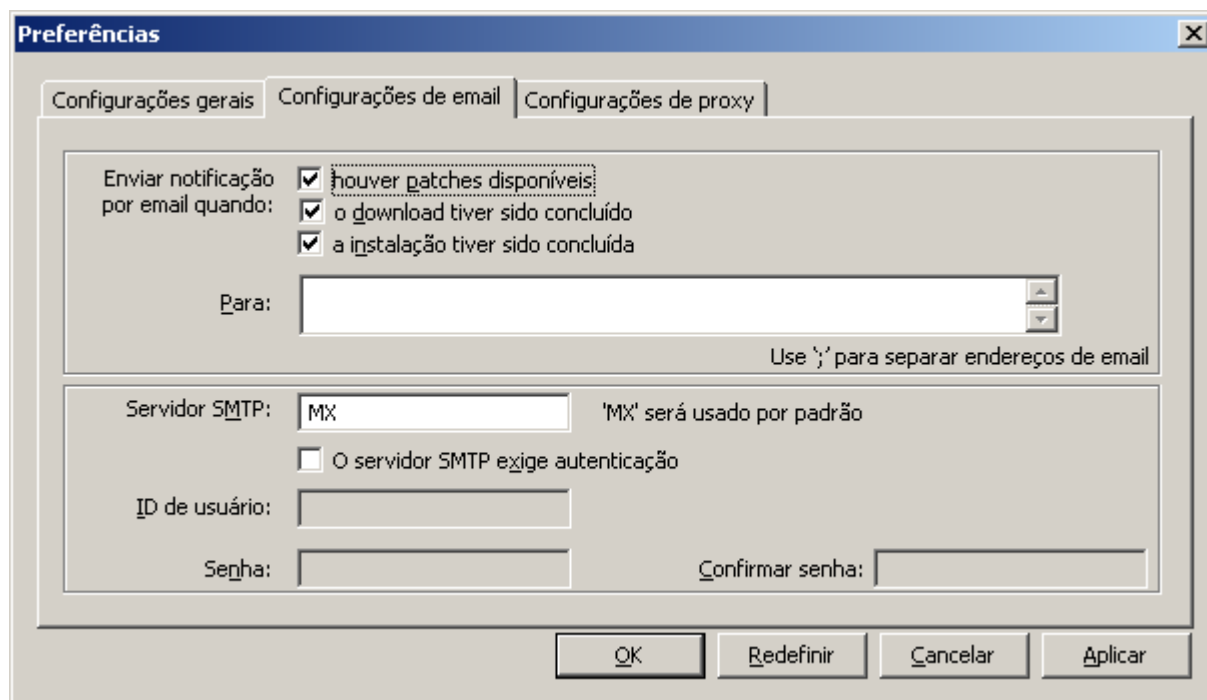 Preferências
Configurações gerais Configurações de email Configurações de proxy
Enviar notificação
por email quando:
houver patches disponíveis
o download tiver sido concluído
a instalação tiver sido concluída
Para:
Use ';' para separar endereços de email
Servidor SMTP: MX 'MX' será usado por padrão
O servidor SMTP exige autenticação
ID de usuário:
Senha: Confirmar senha:
OK Redefinir Cancelar Aplicar